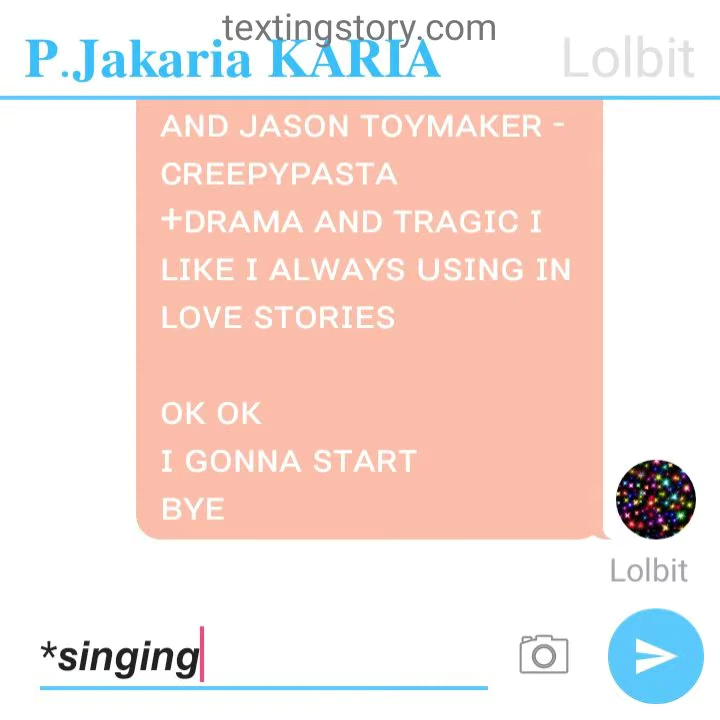 textingstory.com
P.Jakaria KARIA
Lolbit
AND JASON TOYMAKER -
CREEPYPASTA
+DRAMA AND TRAGIC I
LIKE I ALWAYS USING IN
LOVE STORIES
OK OK
I GONNA START
BYE
Lolbit
*singing